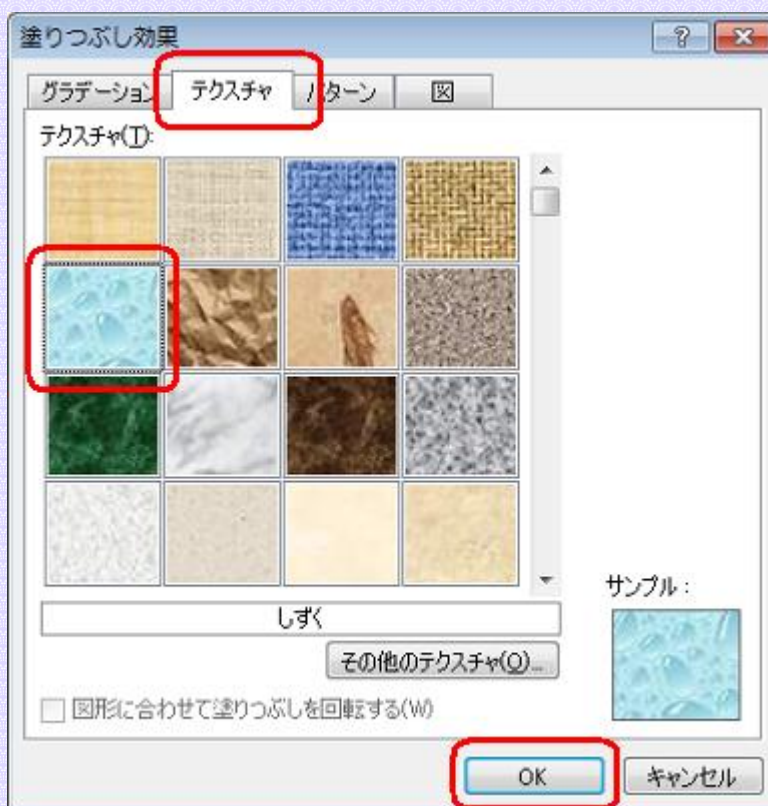 塗りつぶし効果
グラデーション テクスチャ パターン 図
テクスチャ(T):
しずく
サンプル：
その他のテクスチャ(O)...
図形に合わせて塗りつぶしを回転する(W)
OK キャンセル